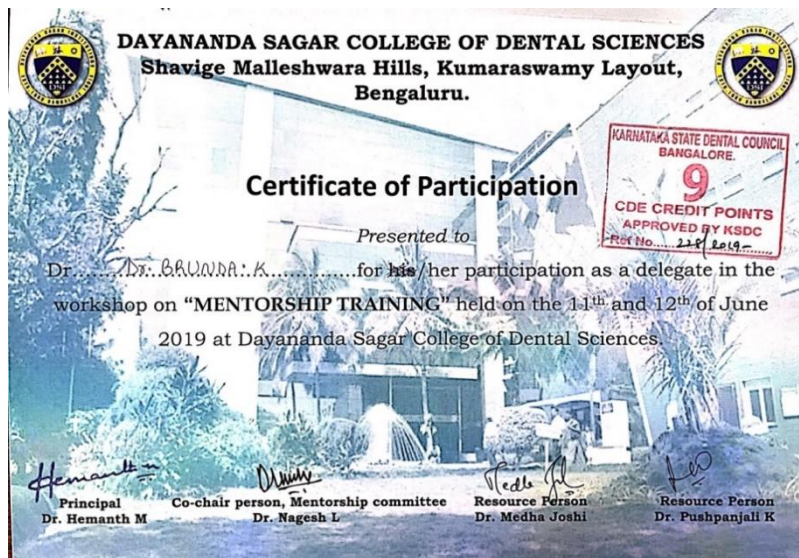 DAYANANDA SAGAR COLLEGE OF DENTAL SCIENCES
Shavige Malleshwara Hills, Kumaraswamy Layout,
Bengaluru.
KARNATAKA STATE DENTAL COUNCIL
BANGALORE.
9
CDE CREDIT POINTS
APPROVED BY KSDC
Ref No.....228/2019-.....
Certificate of Participation
Presented to
Dr.......Dr. BRUNDA. K................for his/her participation as a delegate in the
workshop on “MENTORSHIP TRAINING” held on the 11th and 12th of June
2019 at Dayananda Sagar College of Dental Sciences.
Hemanth
Principal
Dr. Hemanth M
Co-chair person, Mentorship committee
Dr. Nagesh L
Resource Person
Dr. Medha Joshi
Resource Person
Dr. Pushpanjali K
DSI
DSI